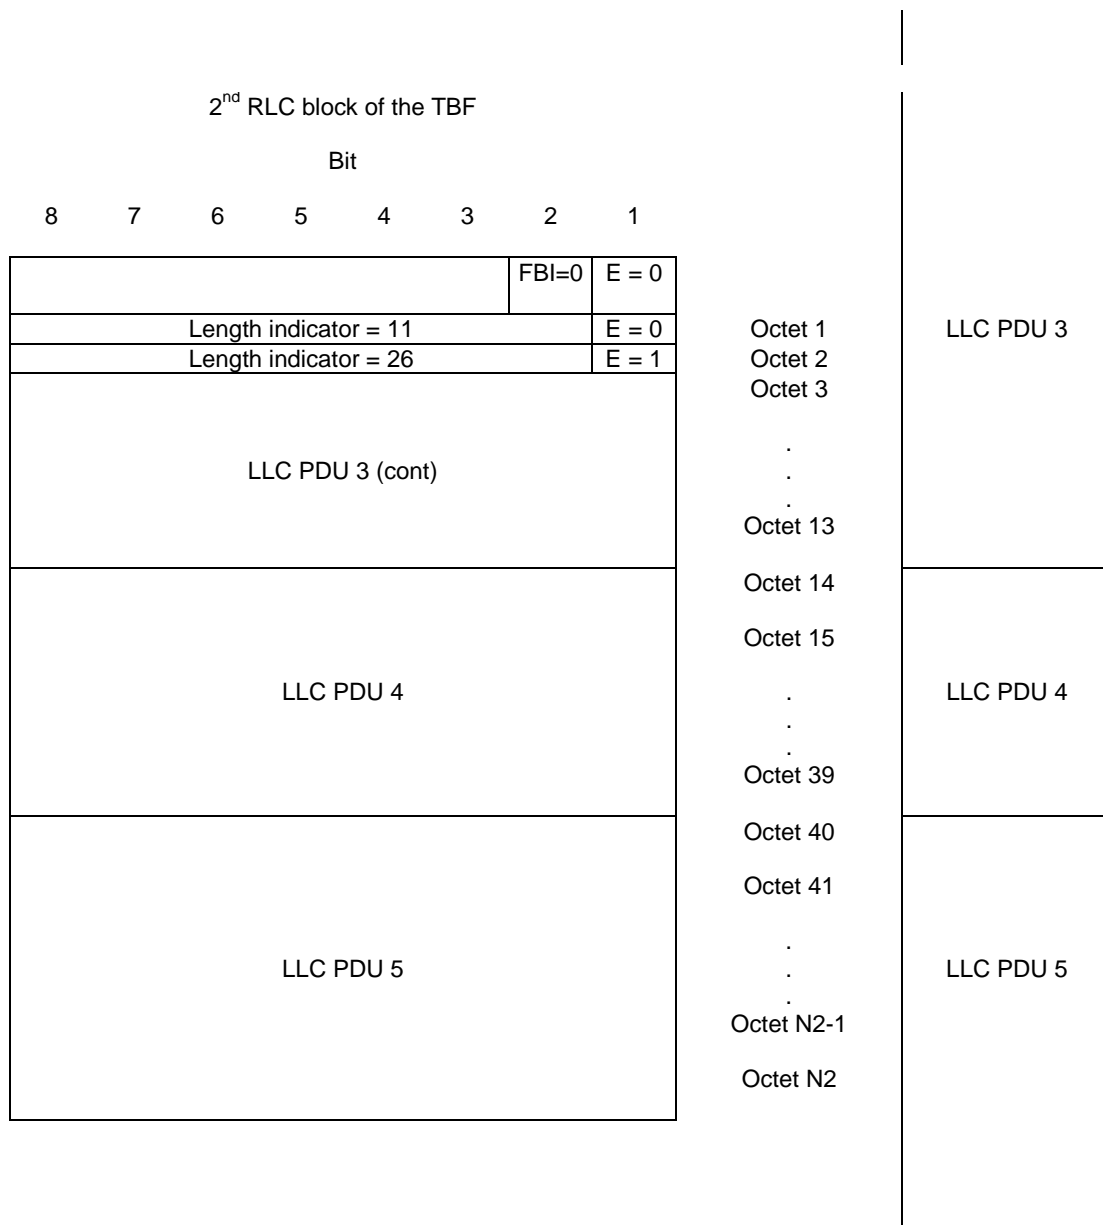 2nd RLC block of the TBF
Bit
8 7 6 5 4 3 2 1
FBI=0 E = 0
Length indicator = 11 E = 0 Octet 1 LLC PDU 3
Length indicator = 26 E = 1 Octet 2
Octet 3
.
LLC PDU 3 (cont) .
.
Octet 13
Octet 14
Octet 15
LLC PDU 4 . LLC PDU 4
.
.
Octet 39
Octet 40
Octet 41
.
LLC PDU 5 . LLC PDU 5
.
Octet N2-1
Octet N2